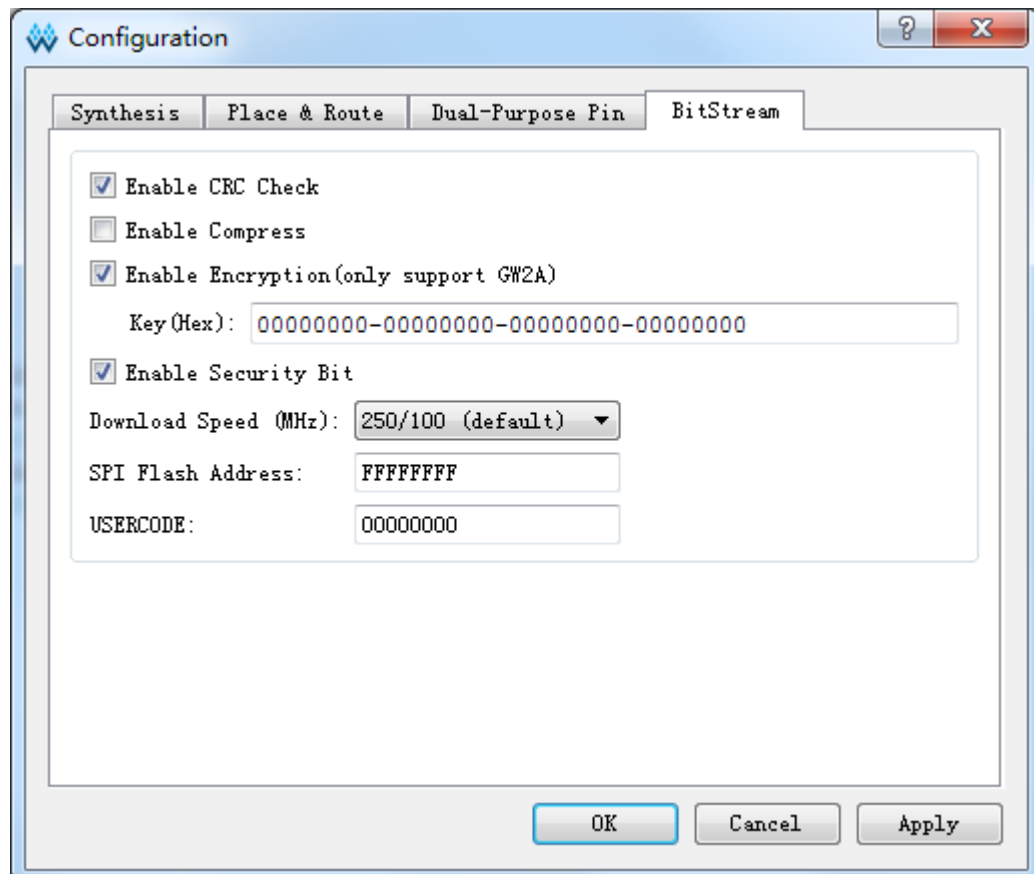 Configuration
Synthesis Place & Route Dual-Purpose Pin BitStream
Enable CRC Check
Enable Compress
Enable Encryption(only support GW2A)
Key(Hex): 00000000-00000000-00000000-00000000
Enable Security Bit
Download Speed (MHz): 250/100 (default)
SPI Flash Address: FFFFFFFF
USERCODE: 00000000
OK Cancel Apply